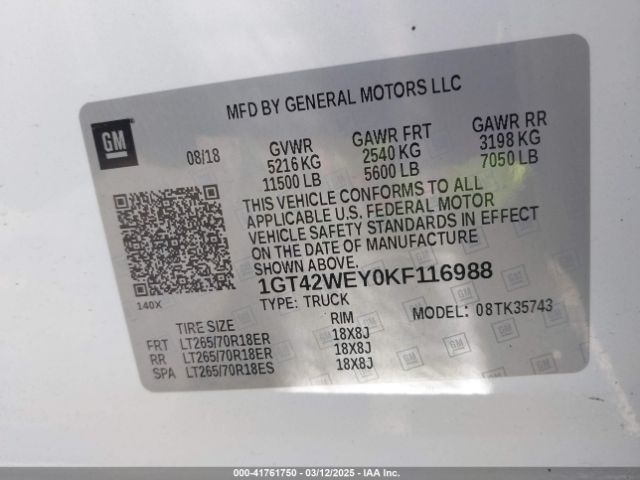 MFD BY GENERAL MOTORS LLC
GM
08/18
GVWR GAWR FRT GAWR RR
5216 KG 2540 KG 3198 KG
11500 LB 5600 LB 7050 LB
THIS VEHICLE CONFORMS TO ALL
APPLICABLE U.S. FEDERAL MOTOR
VEHICLE SAFETY STANDARDS IN EFFECT
ON THE DATE OF MANUFACTURE
SHOWN ABOVE.
1GT42WEY0KF116988
140X
TYPE: TRUCK
MODEL: 08TK35743
TIRE SIZE RIM
FRT LT265/70R18ER 18X8J
RR LT265/70R18ER 18X8J
SPA LT265/70R18ES 18X8J
000-41761750 - 03/12/2025 - IAA Inc.